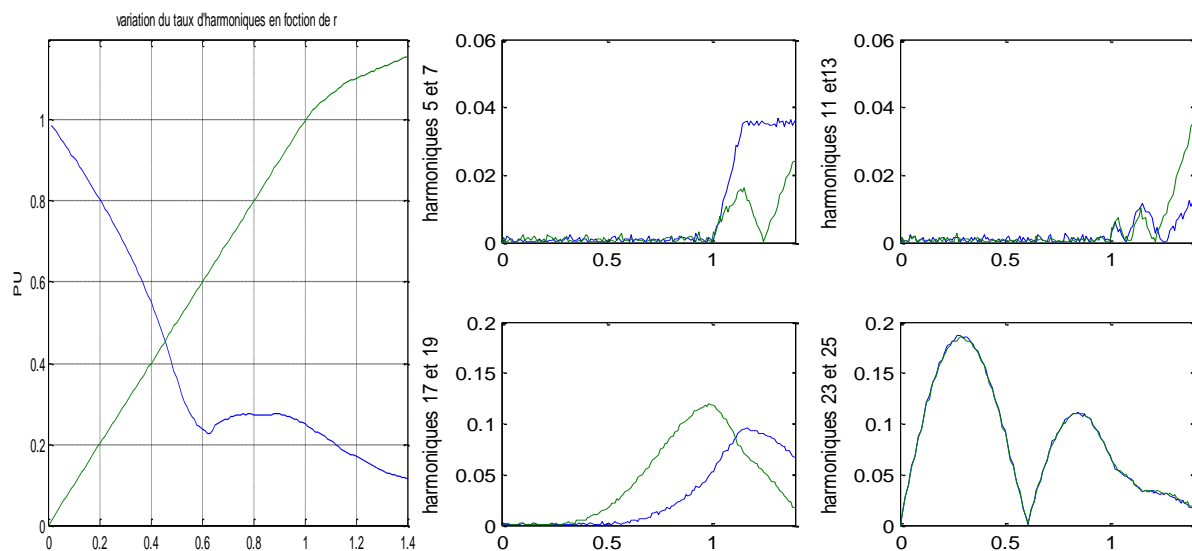 variation du taux d'harmoniques en foction de r
PU
1
0.8
0.6
0.4
0.2
0
0 0.2 0.4 0.6 0.8 1 1.2 1.4
harmoniques 5 et 7
0.06
0.04
0.02
0
0 0.5 1
harmoniques 11 et13
0.06
0.04
0.02
0
0 0.5 1
harmoniques 17 et 19
0.2
0.15
0.1
0.05
0
0 0.5 1
harmoniques 23 et 25
0.2
0.15
0.1
0.05
0
0 0.5 1